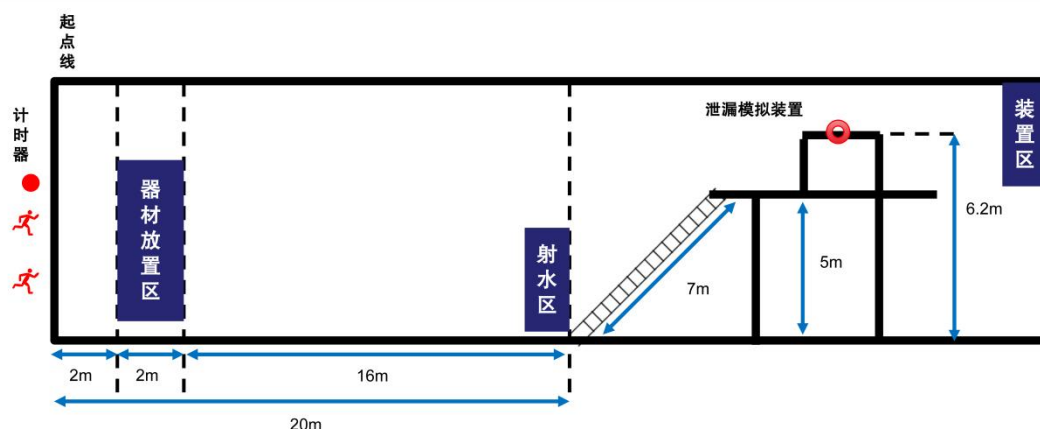 起点线
计时器
器材放置区
射水区
泄漏模拟装置
装置区
6.2m
5m
7m
2m
2m
16m
20m